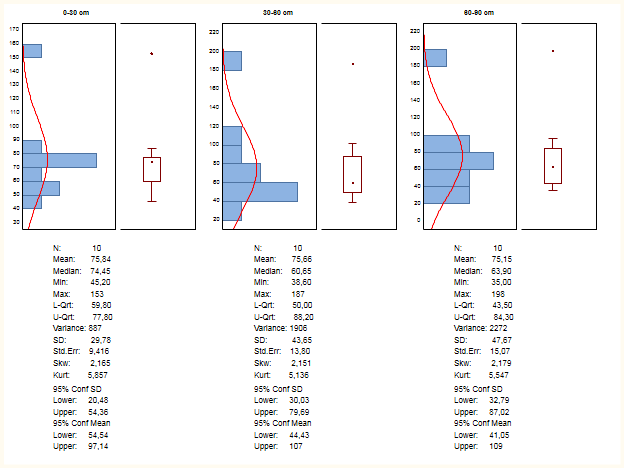 0-30 cm
170
160
150
140
130
120
110
100
90
80
70
60
50
40
30
N: 10
Mean: 75,84
Median: 74,45
Min: 45,20
Max: 153
L-Qrt: 59,80
U-Qrt: 77,80
Variance: 887
SD: 29,78
Std.Err: 9,416
Skw: 2,165
Kurt: 5,857
95% Conf SD
Lower: 20,48
Upper: 54,36
95% Conf Mean
Lower: 54,54
Upper: 97,14
30-60 cm
220
200
180
160
140
120
100
80
60
40
20
N: 10
Mean: 75,66
Median: 60,65
Min: 38,60
Max: 187
L-Qrt: 50,00
U-Qrt: 88,20
Variance: 1906
SD: 43,65
Std.Err: 13,80
Skw: 2,151
Kurt: 5,136
95% Conf SD
Lower: 30,03
Upper: 79,69
95% Conf Mean
Lower: 44,43
Upper: 107
60-90 cm
220
200
180
160
140
120
100
80
60
40
20
0
N: 10
Mean: 75,15
Median: 63,90
Min: 35,00
Max: 198
L-Qrt: 43,50
U-Qrt: 84,30
Variance: 2272
SD: 47,67
Std.Err: 15,07
Skw: 2,179
Kurt: 5,547
95% Conf SD
Lower: 32,79
Upper: 87,02
95% Conf Mean
Lower: 41,05
Upper: 109